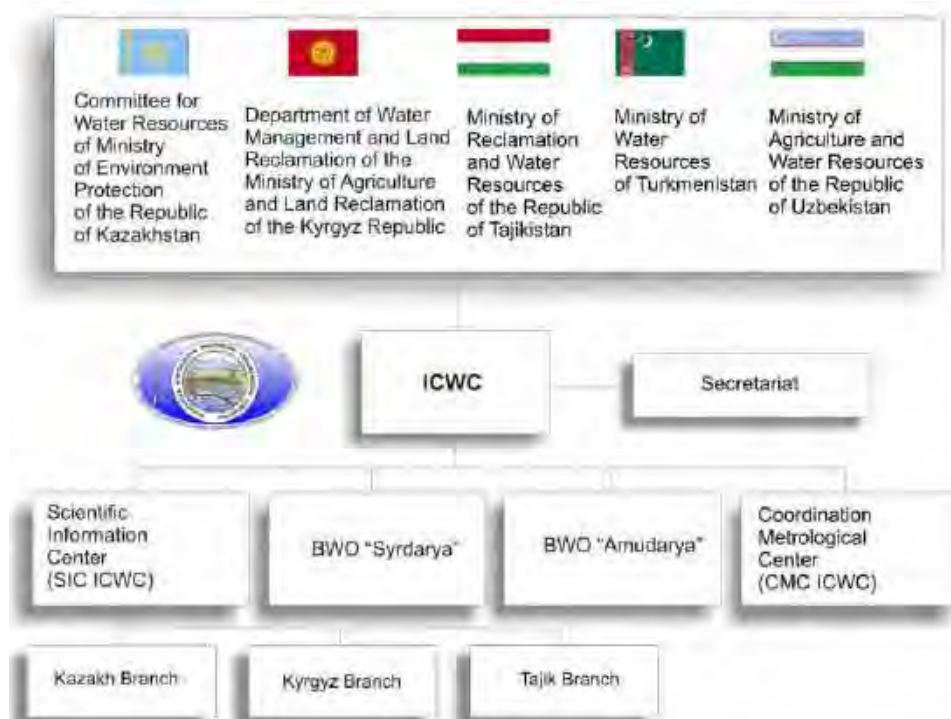 Committee for
Water Resources
of Ministry
of Environment
Protection
of the Republic
of Kazakhstan
Department of Water
Management and Land
Reclamation of the
Ministry of Agriculture
and Land Reclamation
of the Kyrgyz Republic
Ministry of
Reclamation
and Water
Resources
of the Republic
of Tajikistan
Ministry of
Water
Resources
of Turkmenistan
Ministry of
Agriculture and
Water Resources
of the Republic
of Uzbekistan
ICWC
Secretariat
Scientific
Information
Center
(SIC ICWC)
BWO "Syrdarya"
BWO "Amudarya"
Coordination
Metrological
Center
(CMC ICWC)
Kazakh Branch
Kyrgyz Branch
Tajik Branch